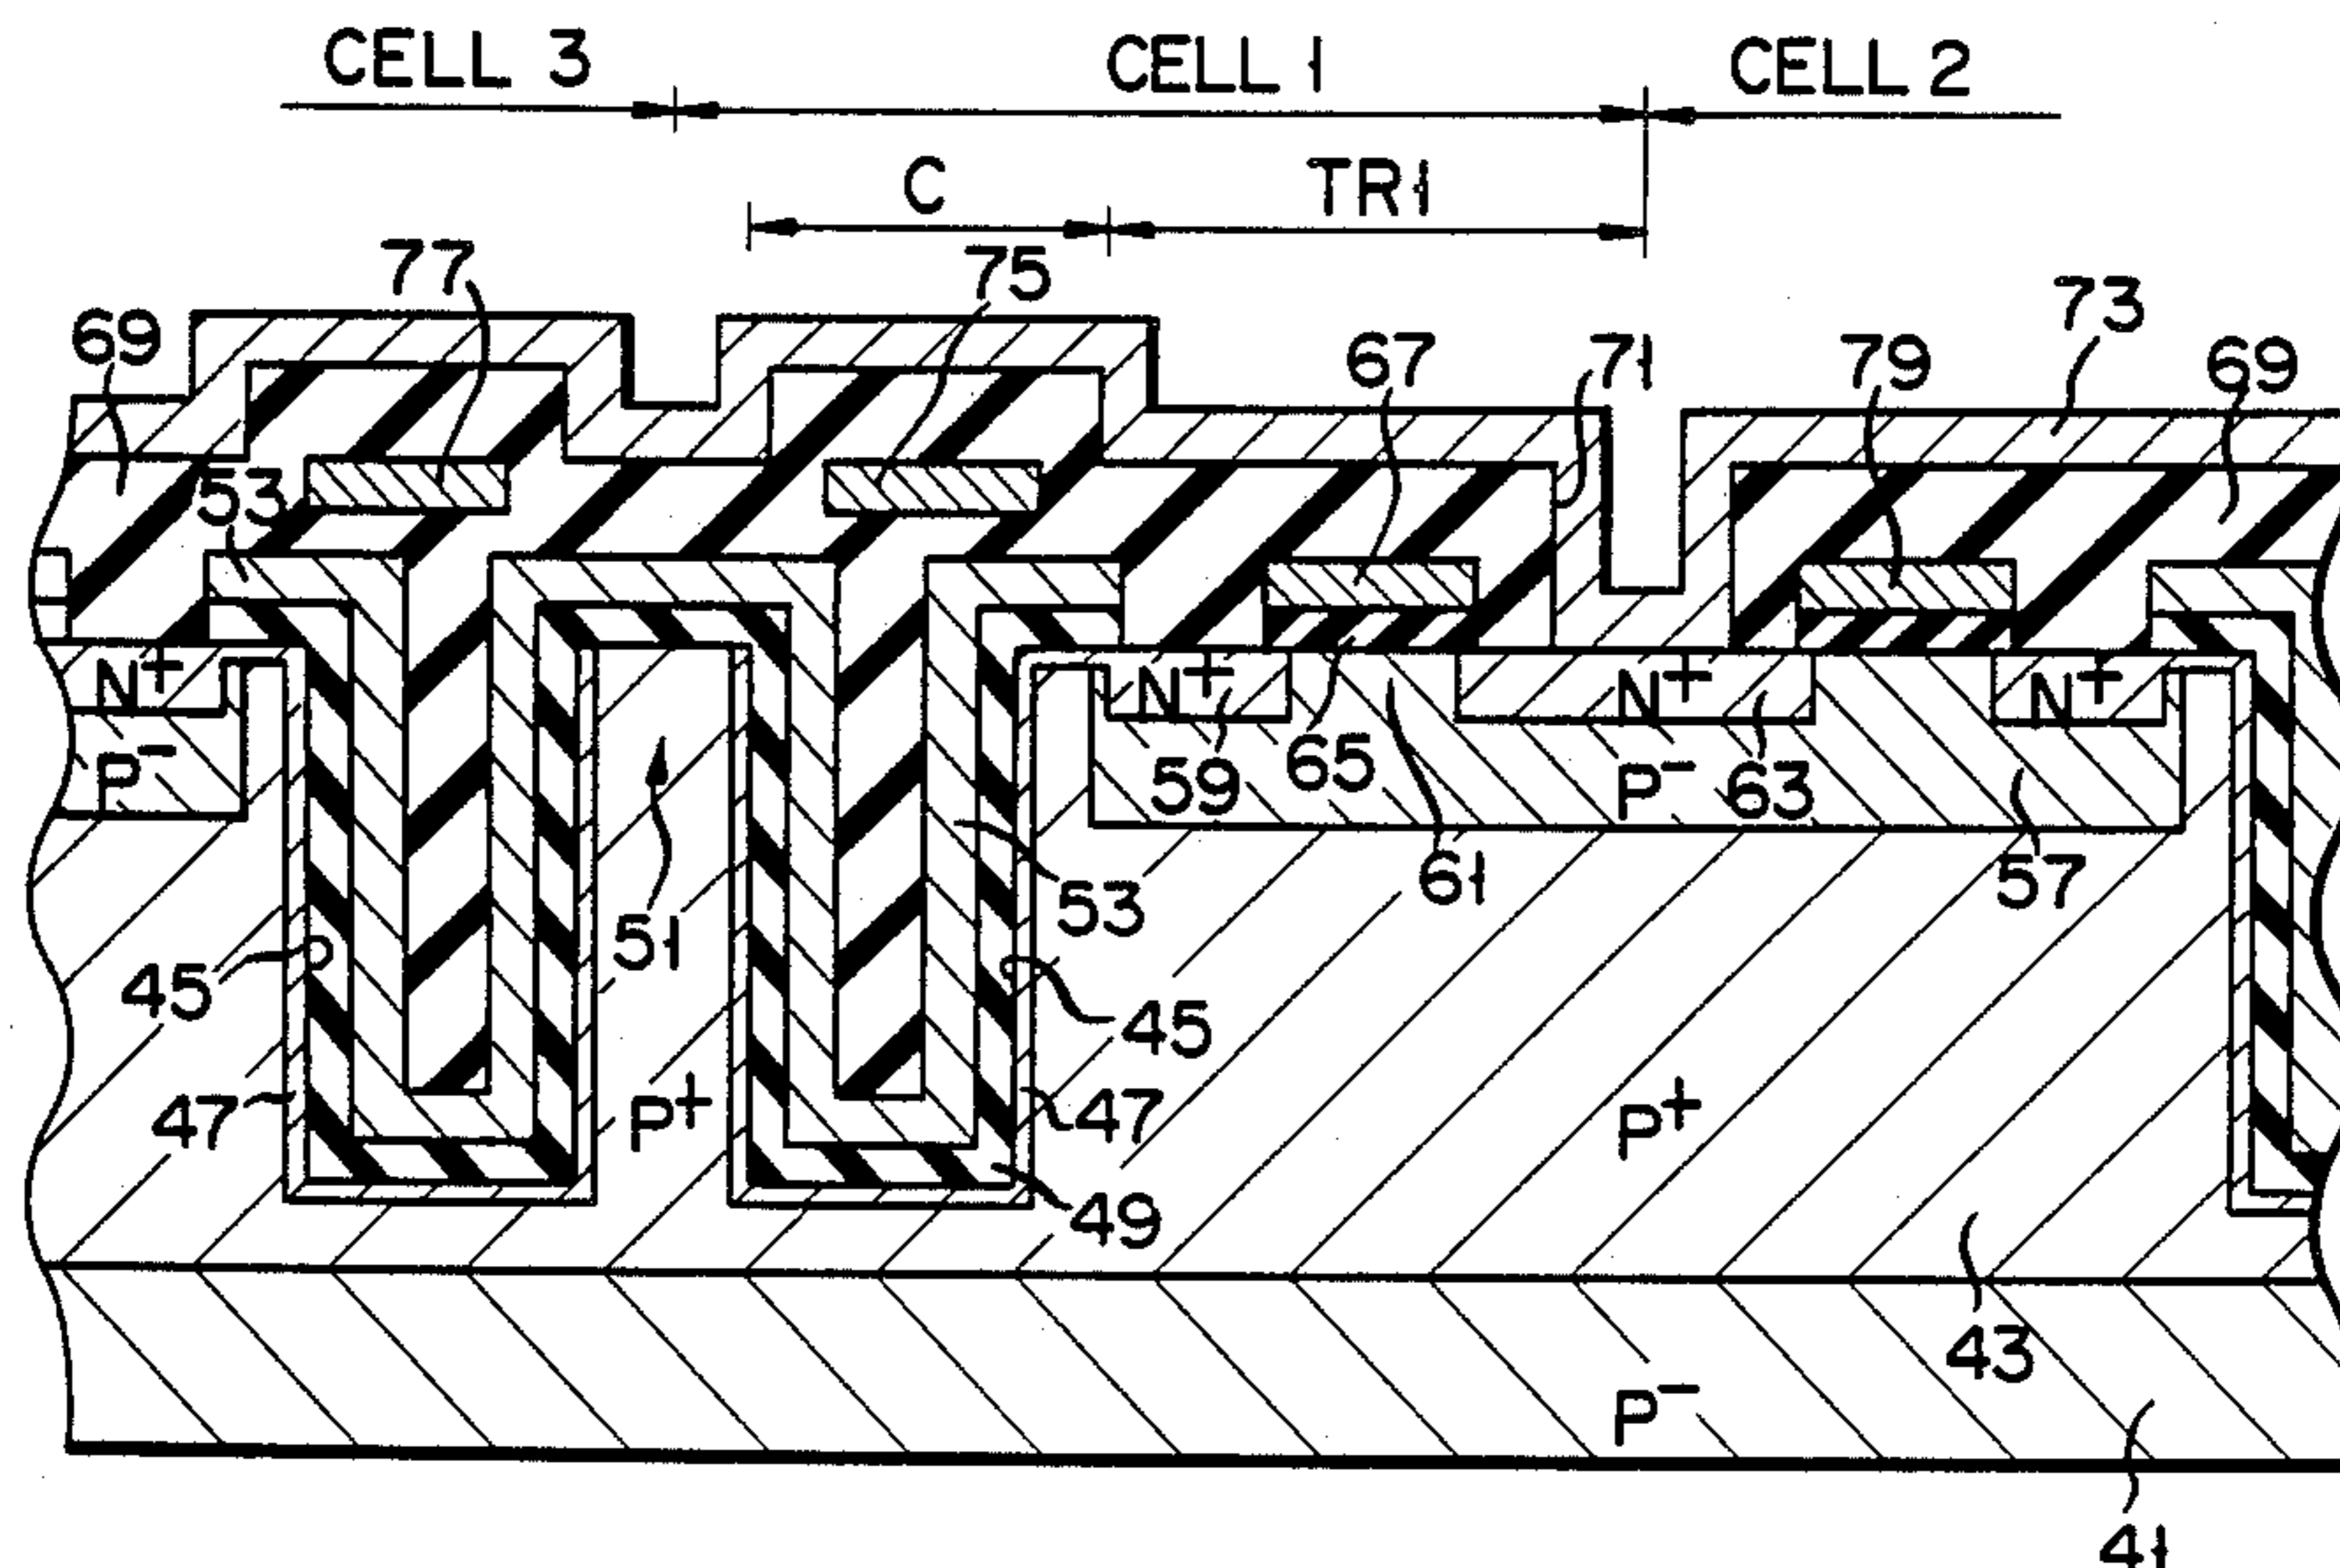 CELL 3 CELL 1 CELL 2
C TR1
77 75 73
69 67 71 79 69
53
N+ N+ N+ N+
P- 59 65 P- 63
61 57
51 53
45 45
47 P+ 47 P+
49
43
P-
41